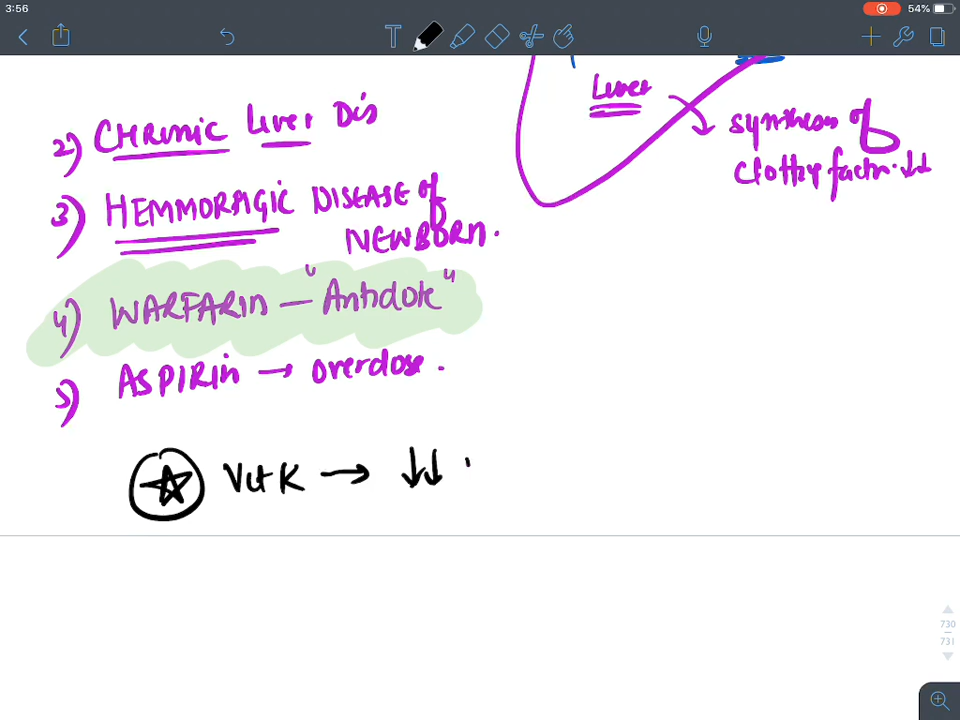 3:56
54%
T
Liver
synthesis of
Clotting factor. ↓↓
2) CHRONIC Liver Dis
3) HEMMORAGIC DISEASE of
NEWBORN.
4) WARFARIN — "Antidote"
5) ASPIRIN → overdose.
Vit K → ↓↓
730
731